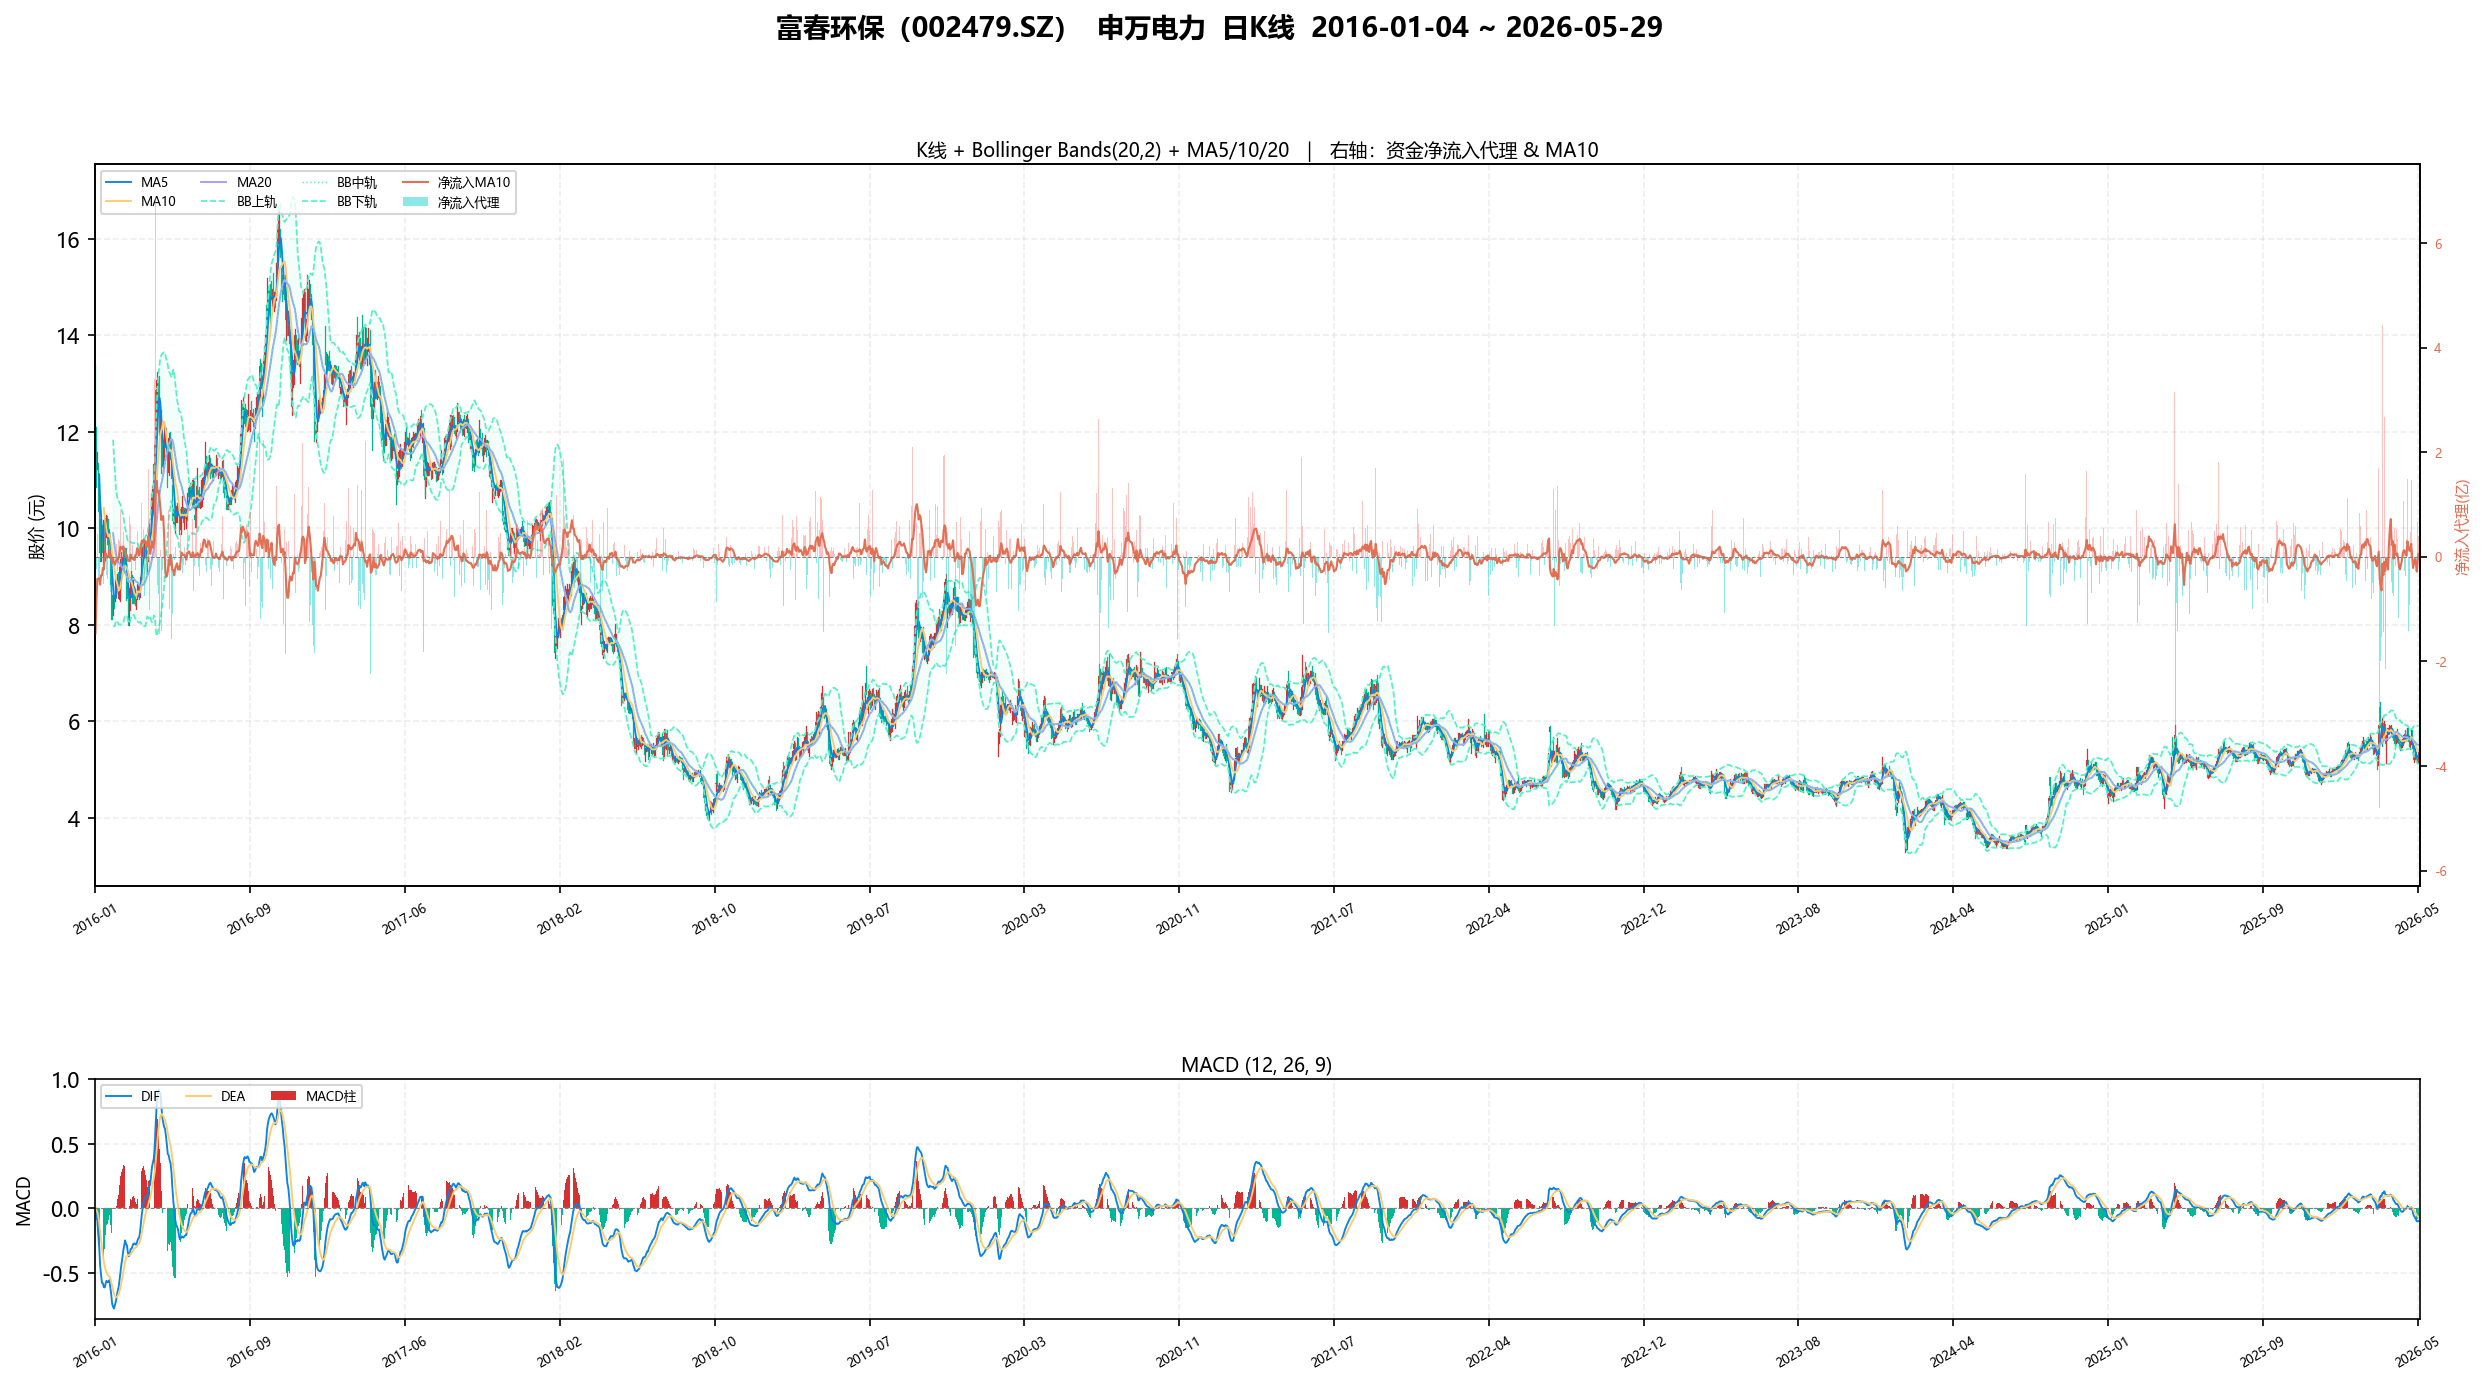 富春环保（002479.SZ） 申万电力 日K线 2016-01-04 ~ 2026-05-29
K线 + Bollinger Bands(20,2) + MA5/10/20 | 右轴：资金净流入代理 & MA10
MA5 MA20 BB中轨 净流入MA10
MA10 BB上轨 BB下轨 净流入代理
股价 (元)
16
14
12
10
8
6
4
6
4
2
0
-2
-4
-6
净流入代理(亿)
2016-01 2016-09 2017-06 2018-02 2018-10 2019-07 2020-03 2020-11 2021-07 2022-04 2022-12 2023-08 2024-04 2025-01 2025-09 2026-05
MACD (12, 26, 9)
DIF DEA MACD柱
MACD
1.0
0.5
0.0
-0.5
2016-01 2016-09 2017-06 2018-02 2018-10 2019-07 2020-03 2020-11 2021-07 2022-04 2022-12 2023-08 2024-04 2025-01 2025-09 2026-05